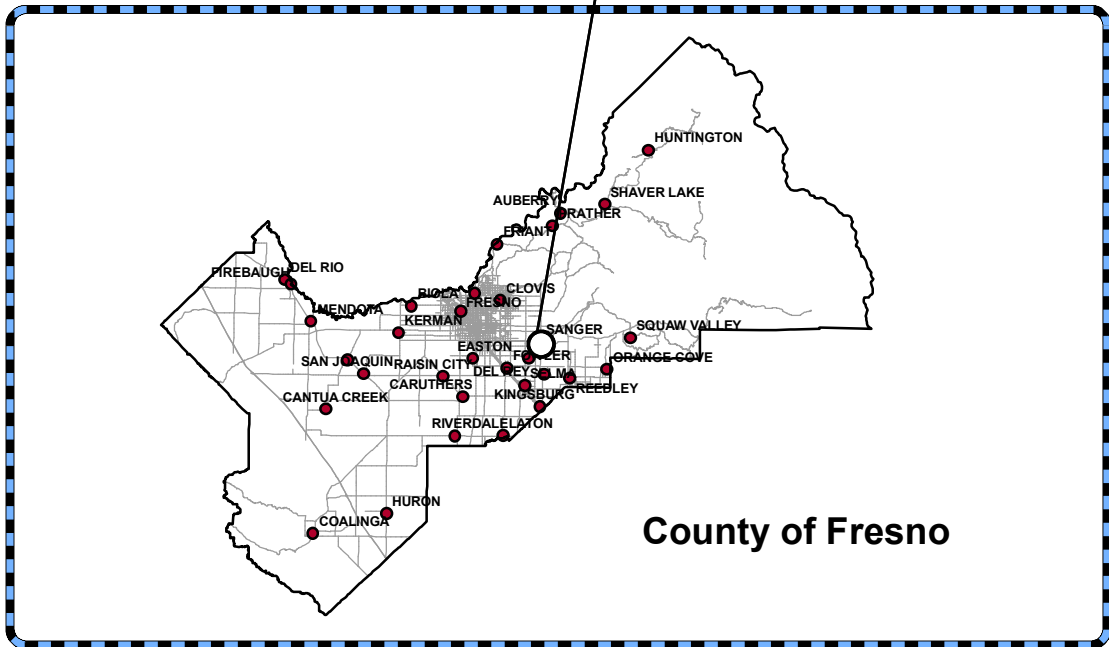 HUNTINGTON
SHAVER LAKE
AUBERRY
PRATHER
FRIANT
DEL RIO
FIREBAUGH
CLOVIS
BIOLA
FRESNO
MENDOTA
KERMAN
SANGER
SQUAW VALLEY
EASTON
FOWLER
ORANGE COVE
SAN JOAQUIN
RAISIN CITY
DEL REY
SELMA
CARUTHERS
REEDLEY
KINGSBURG
CANTUA CREEK
RIVERDALE
LATON
HURON
COALINGA
County of Fresno